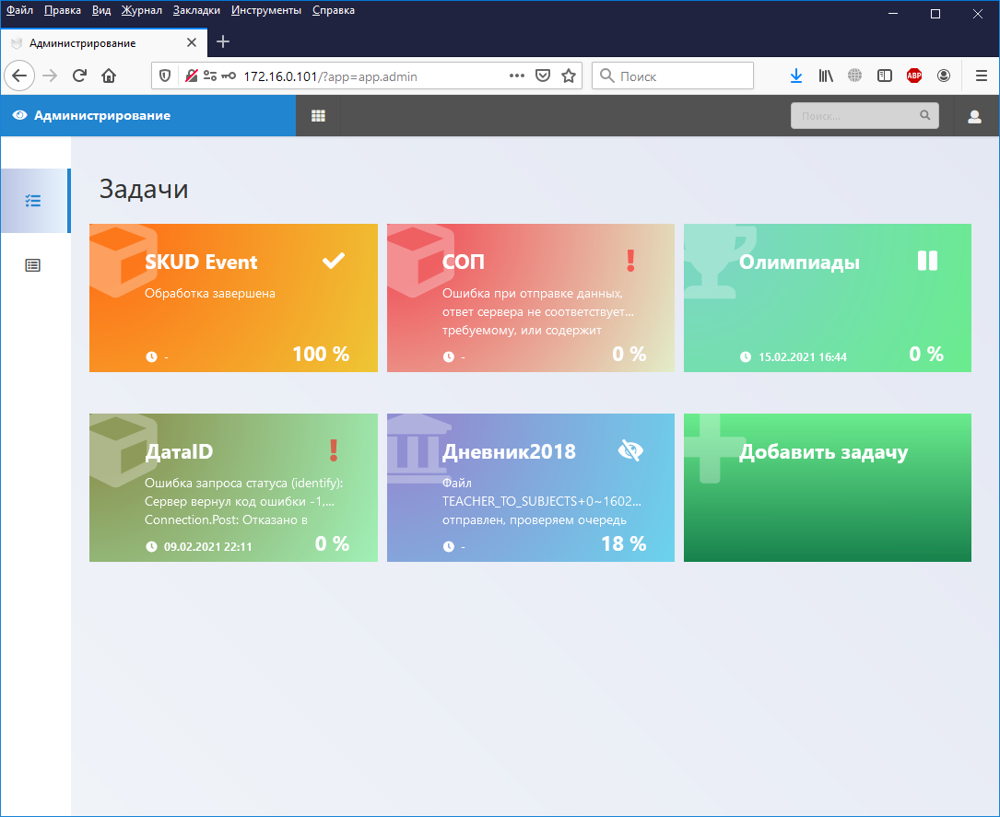 Файл Правка Вид Журнал Закладки Инструменты Справка
Администрирование
172.16.0.101/?app=app.admin
Поиск
ABP
Администрирование
Поиск...
Задачи
SKUD Event
Обработка завершена
-
100 %
СОП
Ошибка при отправке данных,
ответ сервера не соответствует...
требуемому, или содержит
-
0 %
Олимпиады
15.02.2021 16:44
0 %
ДатаID
Ошибка запроса статуса (identify):
Сервер вернул код ошибки -1,...
Connection.Post: Отказано в
09.02.2021 22:11
0 %
Дневник2018
Файл
TEACHER_TO_SUBJECTS+0~1602...
отправлен, проверяем очередь
-
18 %
Добавить задачу